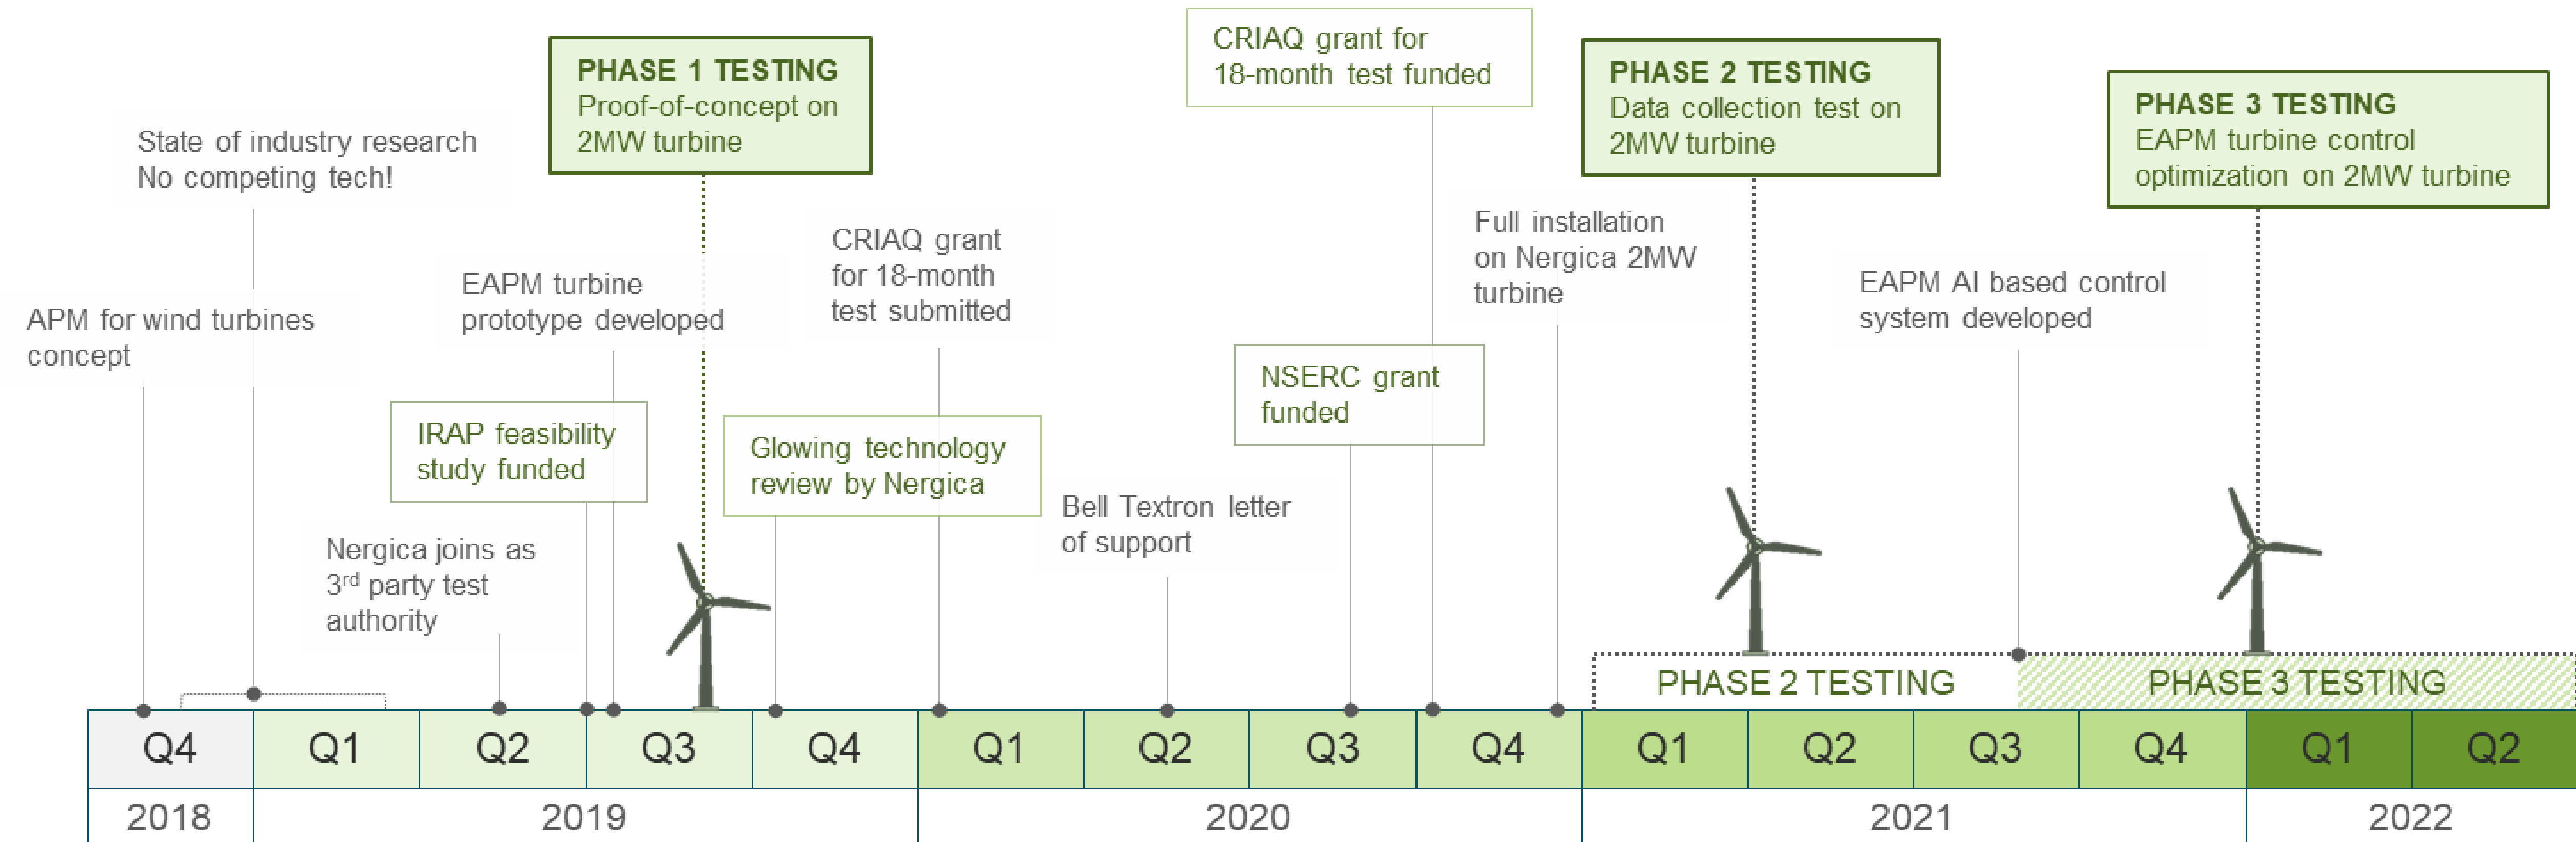 CRIAQ grant for
18-month test funded
PHASE 1 TESTING
Proof-of-concept on
2MW turbine
PHASE 2 TESTING
Data collection test on
2MW turbine
PHASE 3 TESTING
EAPM turbine control
optimization on 2MW turbine
State of industry research
No competing tech!
CRIAQ grant
for 18-month
test submitted
Full installation
on Nergica 2MW
turbine
EAPM turbine
prototype developed
EAPM AI based control
system developed
APM for wind turbines
concept
NSERC grant
funded
IRAP feasibility
study funded
Glowing technology
review by Nergica
Bell Textron letter
of support
Nergica joins as
3rd party test
authority
PHASE 2 TESTING
PHASE 3 TESTING
Q4 Q1 Q2 Q3 Q4 Q1 Q2 Q3 Q4 Q1 Q2 Q3 Q4 Q1 Q2
2018 2019 2020 2021 2022